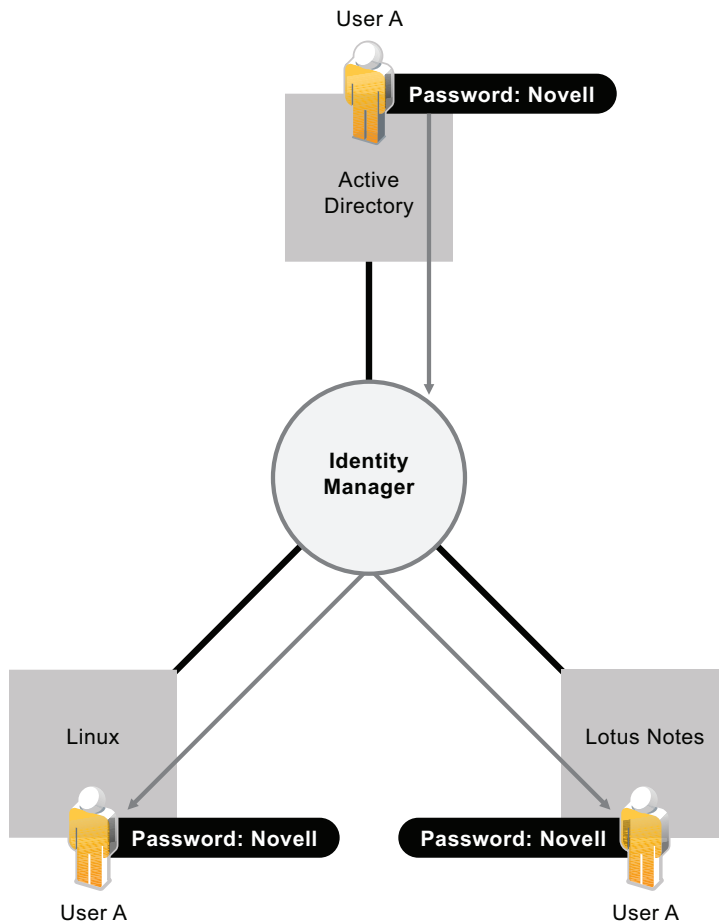 User A
Password: Novell
Active
Directory
Identity
Manager
Linux
Lotus Notes
Password: Novell
Password: Novell
User A
User A